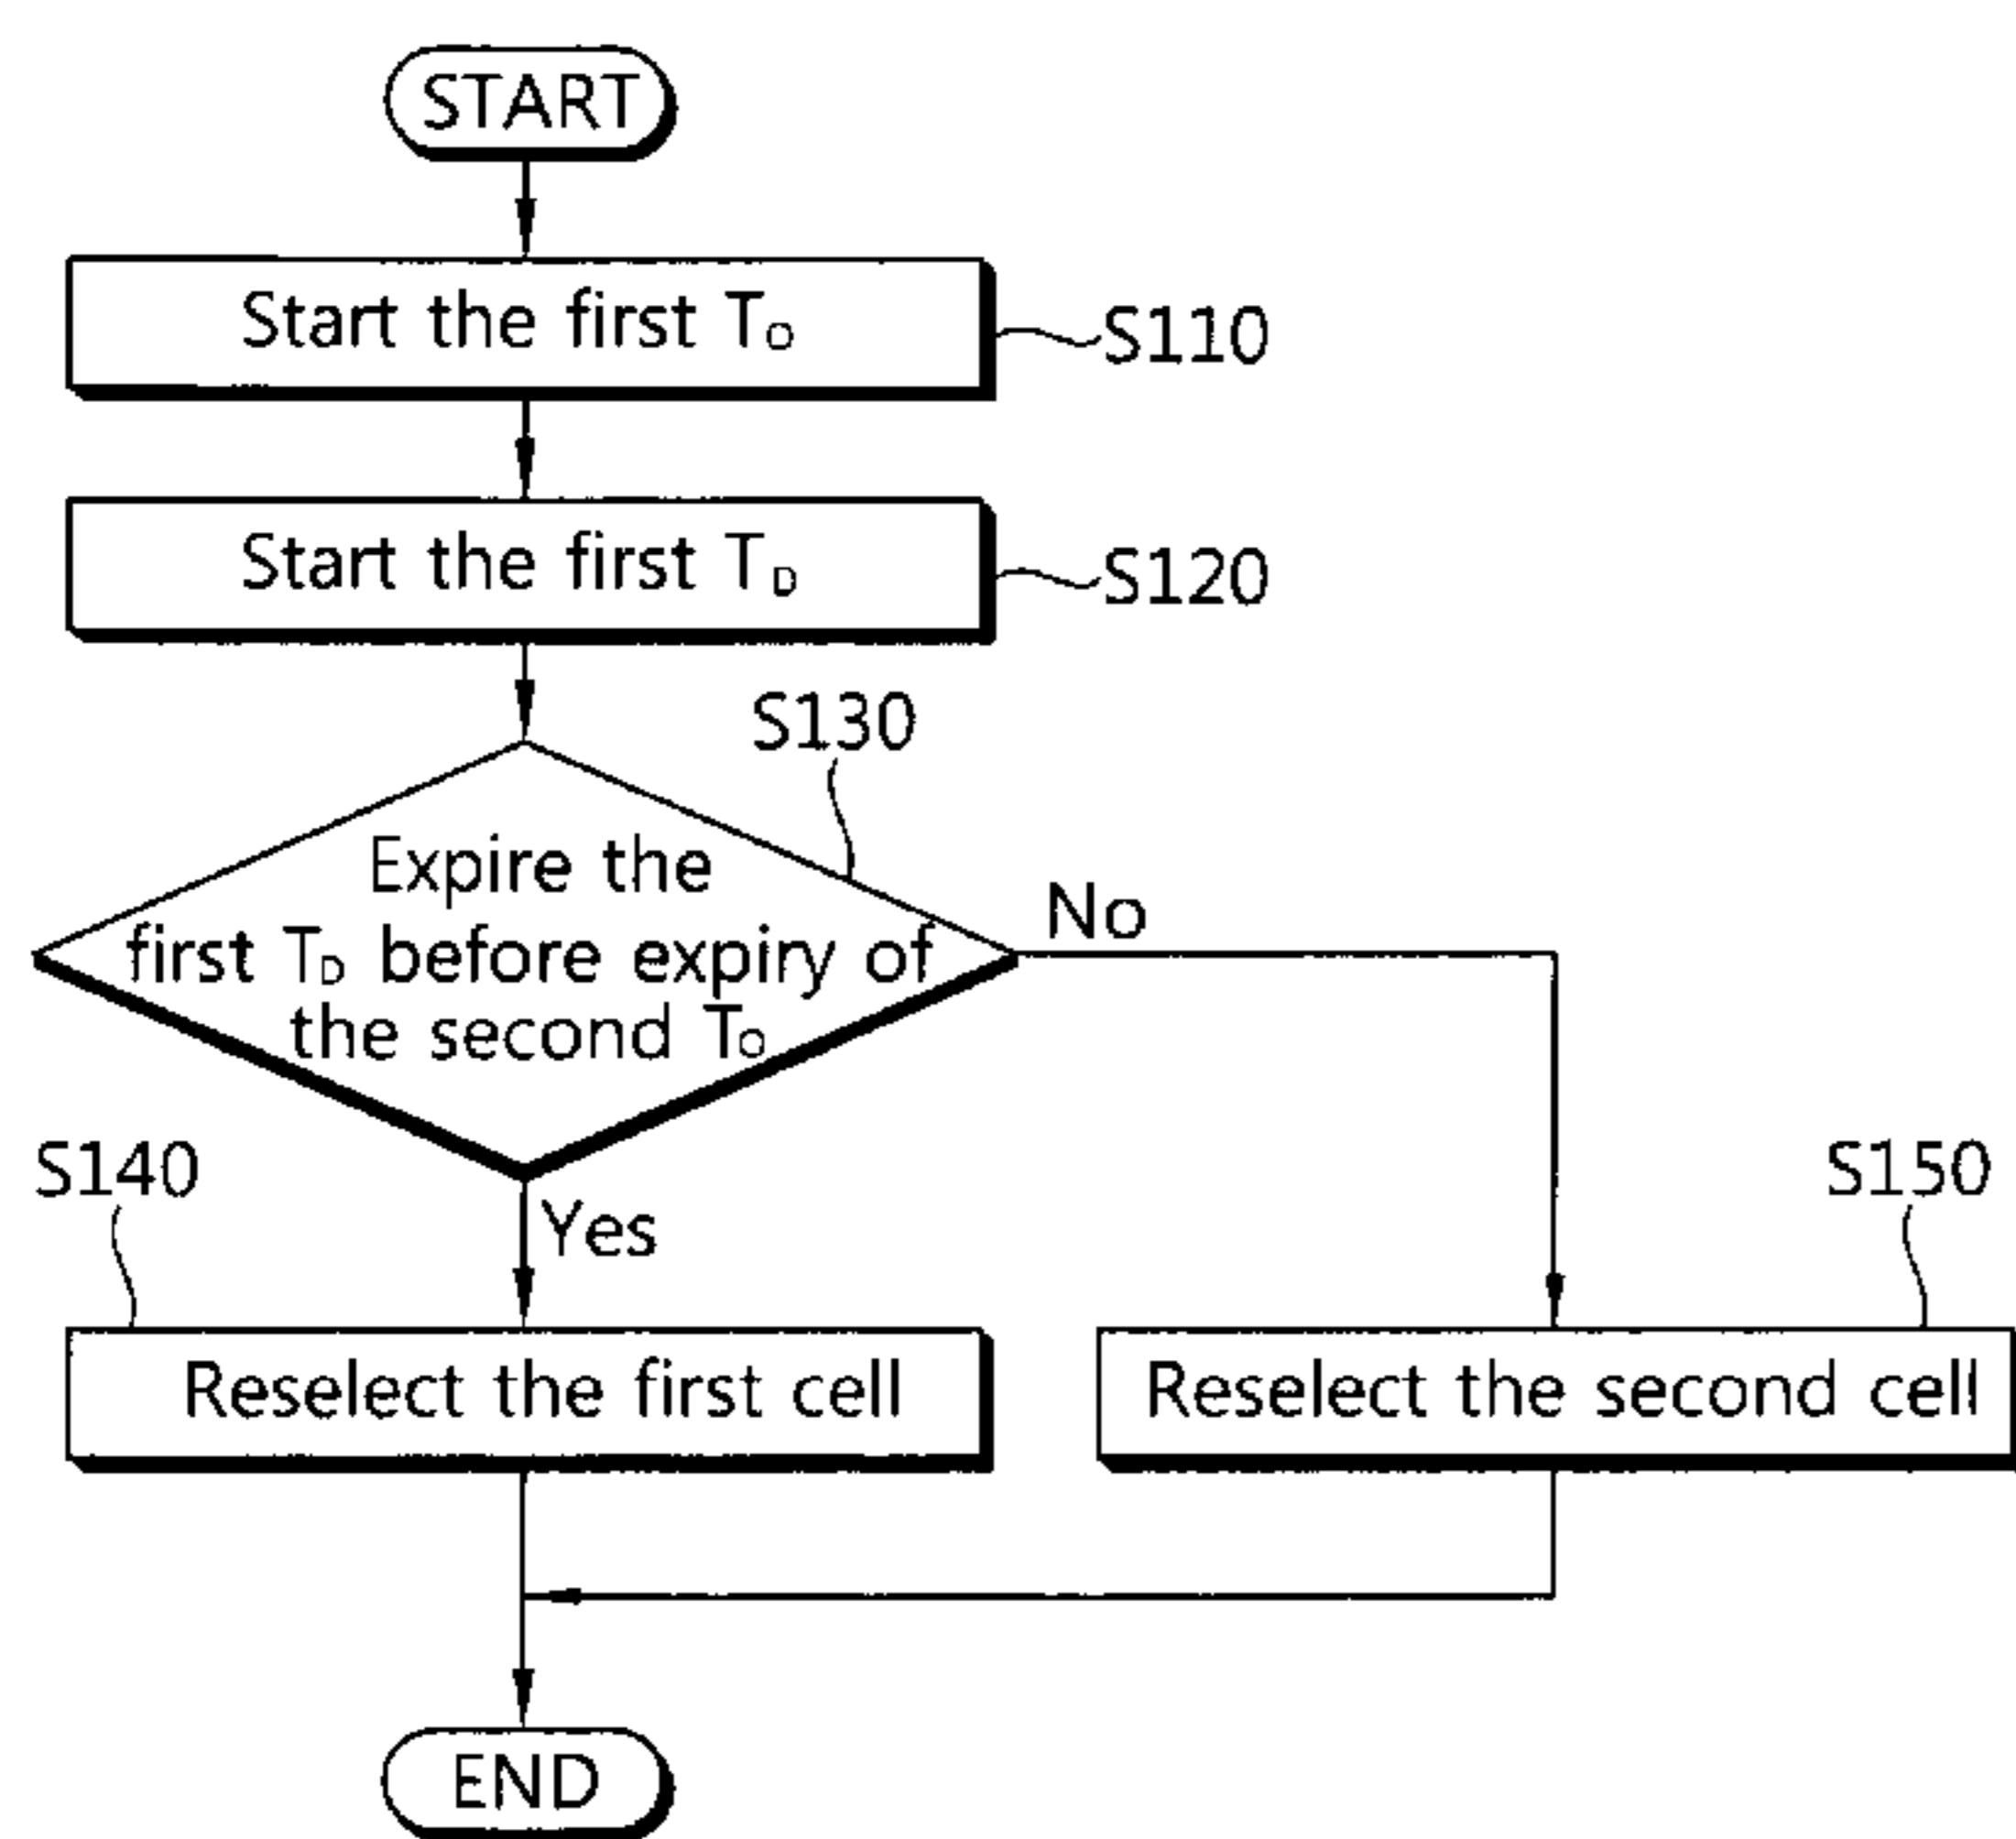 START
Start the first To
S110
Start the first TD
S120
S130
Expire the
first TD before expiry of
the second To
No
Yes
S140
S150
Reselect the first cell
Reselect the second cell
END